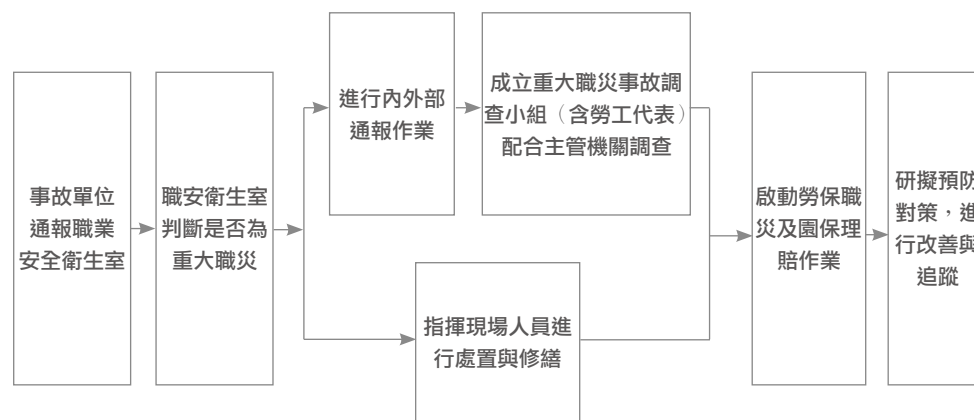 事故單位
通報職業
安全衛生室
職安衛生室
判斷是否為
重大職災
進行內外部
通報作業
成立重大職災事故調
查小組（含勞工代表）
配合主管機關調查
指揮現場人員進
行處置與修繕
啟動勞保職
災及園保理
賠作業
研擬預防
對策，進
行改善與
追蹤